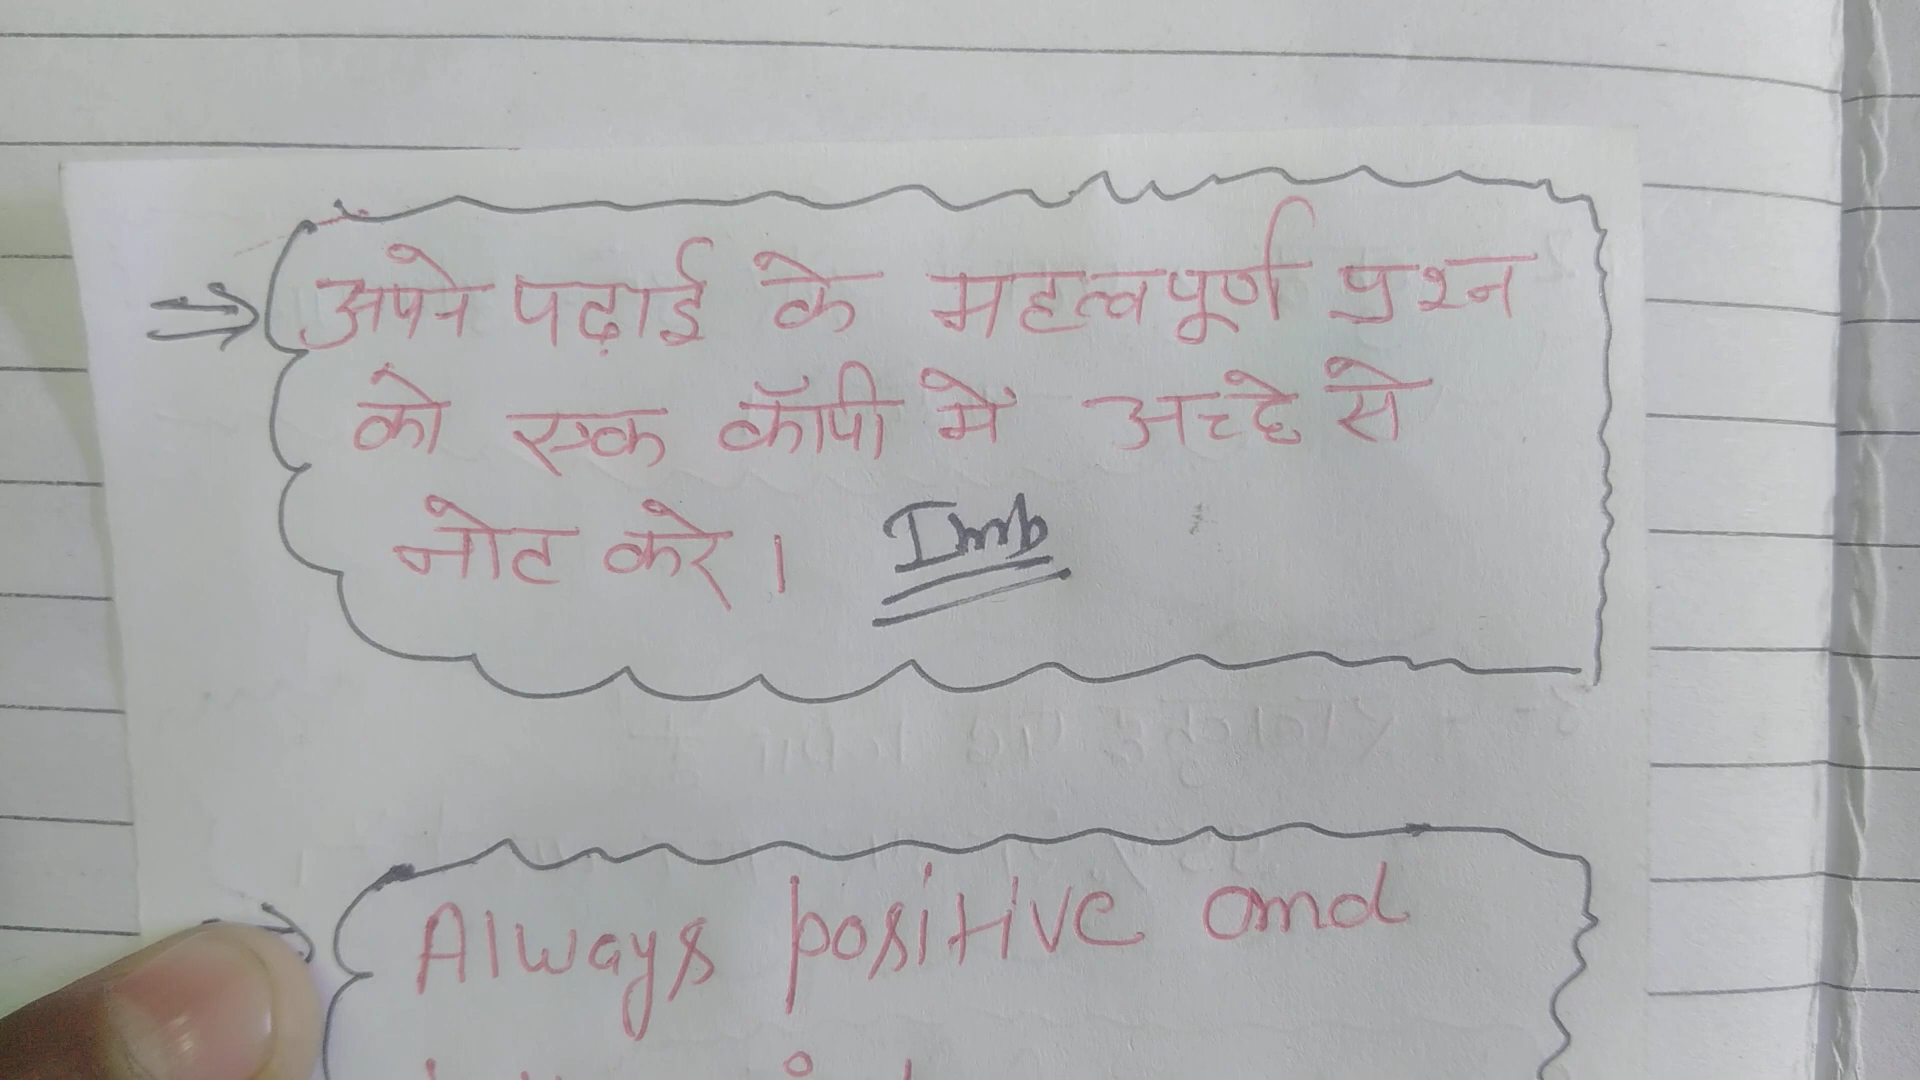 ⇒ अपने पढ़ाई के महत्वपूर्ण प्रश्न
को एक कॉपी में अच्छे से
नोट करे। Imp
→ Always positive and